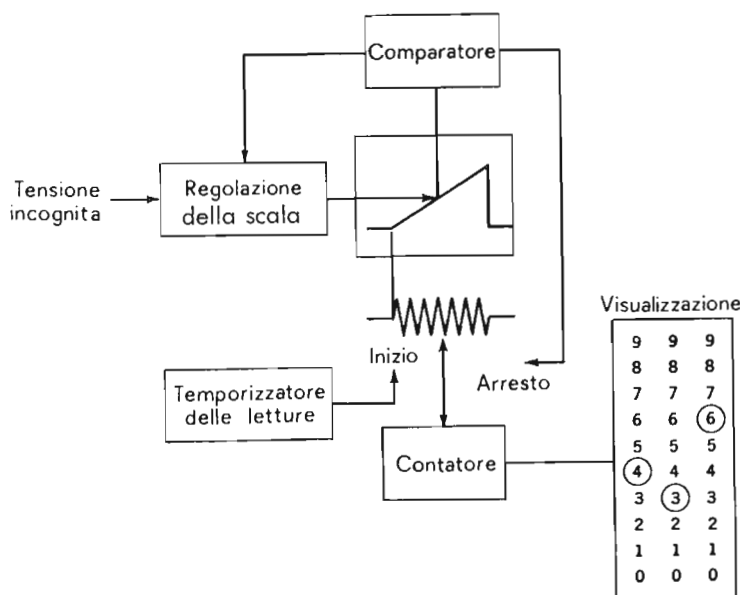 Comparatore
Tensione
incognita
Regolazione
della scala
Inizio
Arresto
Temporizzatore
delle letture
Contatore
Visualizzazione
9 9 9
8 8 8
7 7 7
6 6 6
5 5 5
4 4 4
3 3 3
2 2 2
1 1 1
0 0 0